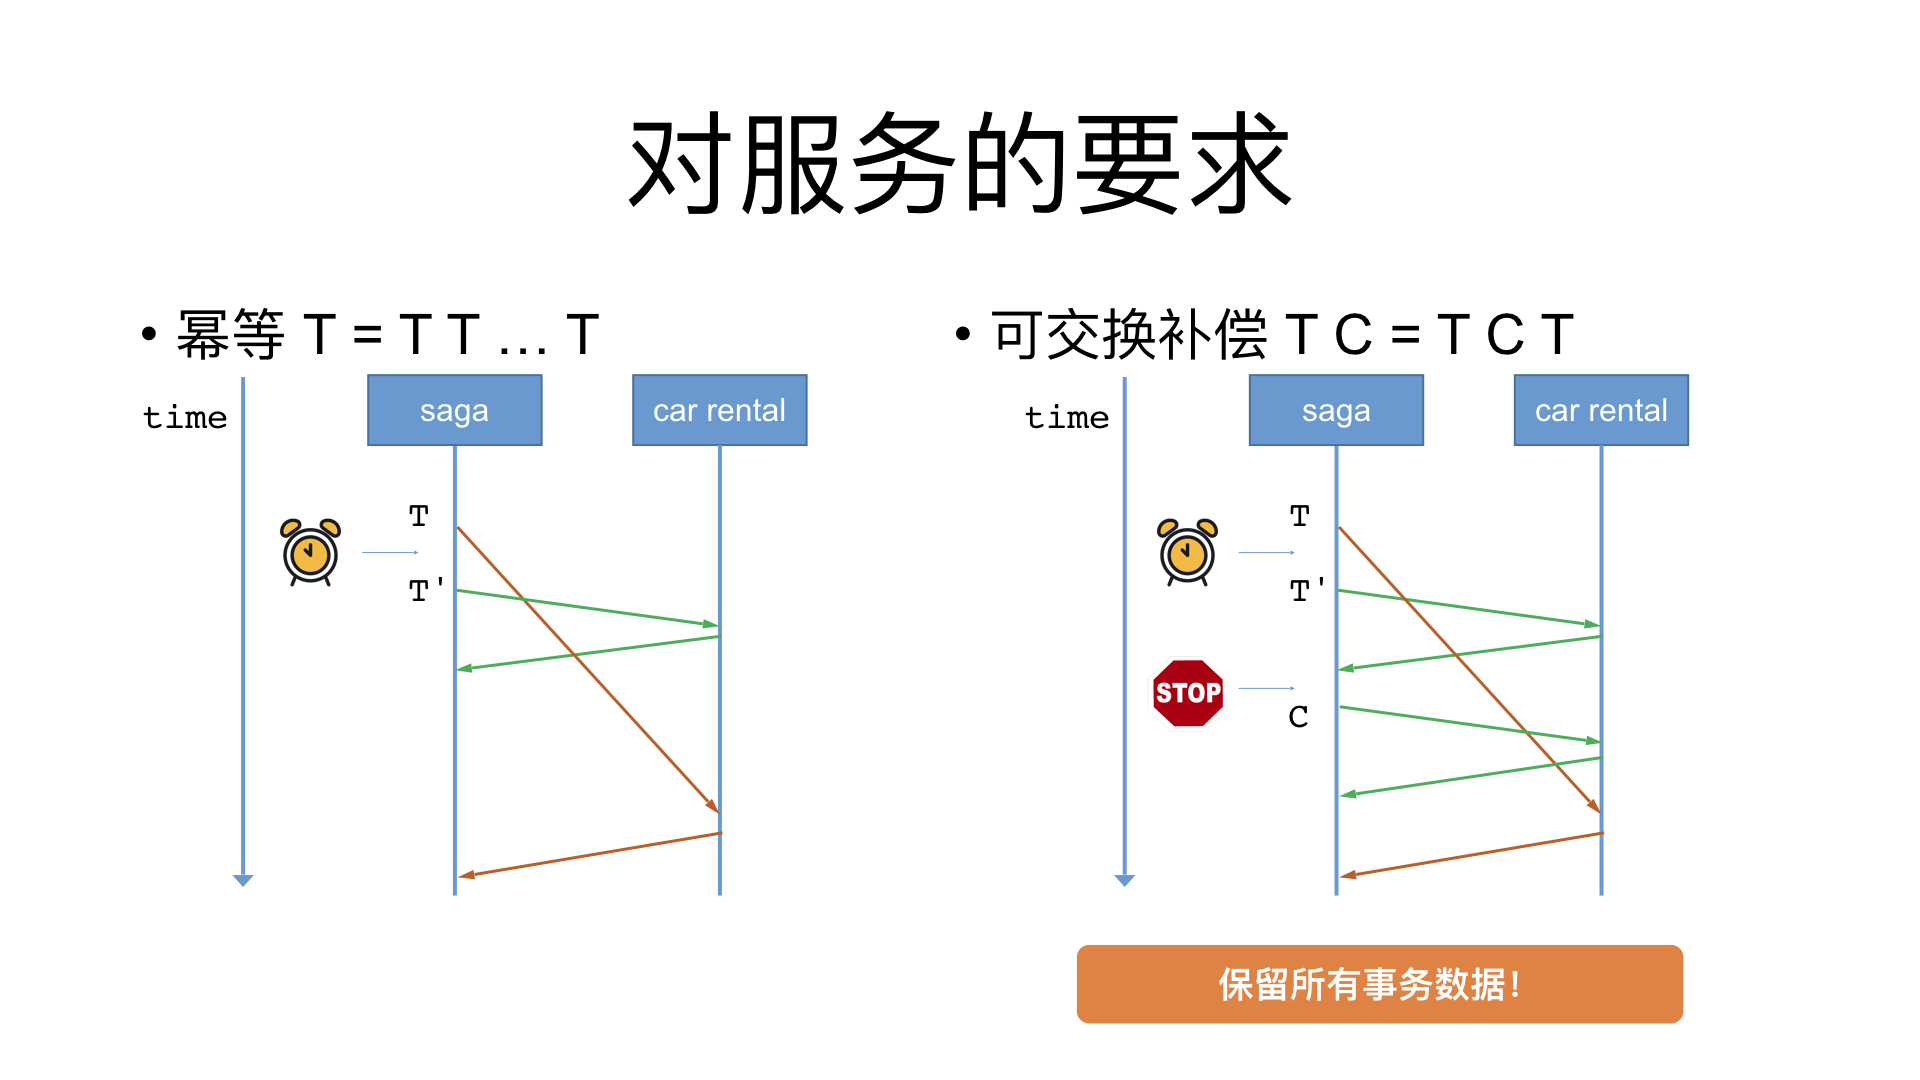 对服务的要求
• 幂等 T = T T … T
time
saga
car rental
T
T'
• 可交换补偿 T C = T C T
time
saga
car rental
T
T'
STOP
C
保留所有事务数据！